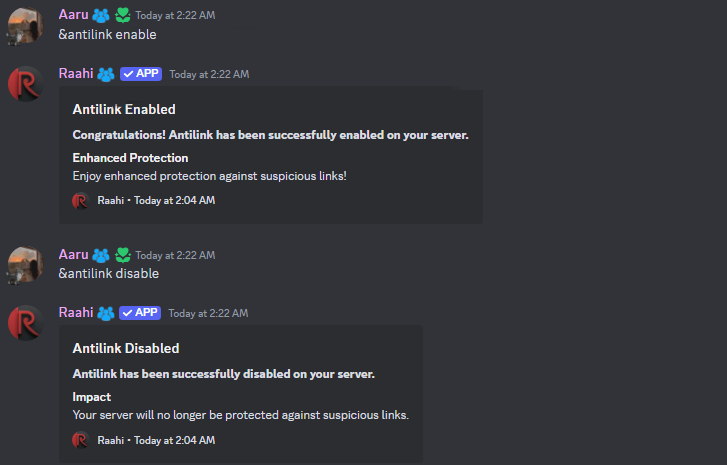 Aaru Today at 2:22 AM
&antilink enable
Raahi APP Today at 2:22 AM
Antilink Enabled
Congratulations! Antilink has been successfully enabled on your server.
Enhanced Protection
Enjoy enhanced protection against suspicious links!
Raahi • Today at 2:04 AM
Aaru Today at 2:22 AM
&antilink disable
Raahi APP Today at 2:22 AM
Antilink Disabled
Antilink has been successfully disabled on your server.
Impact
Your server will no longer be protected against suspicious links.
Raahi • Today at 2:04 AM